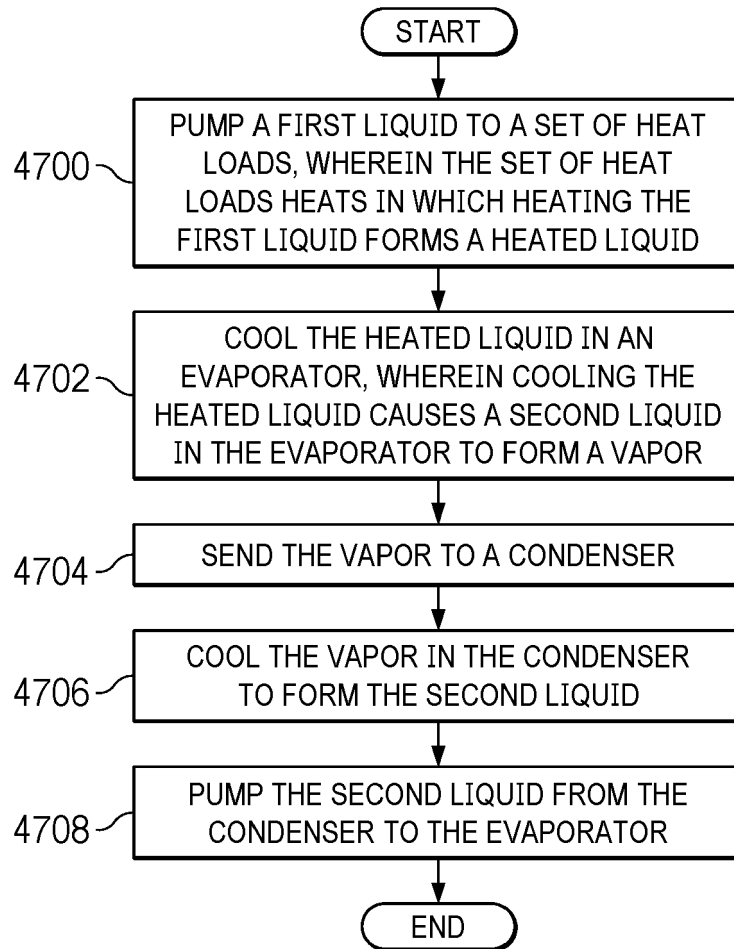 START
4700
PUMP A FIRST LIQUID TO A SET OF HEAT
LOADS, WHEREIN THE SET OF HEAT
LOADS HEATS IN WHICH HEATING THE
FIRST LIQUID FORMS A HEATED LIQUID
4702
COOL THE HEATED LIQUID IN AN
EVAPORATOR, WHEREIN COOLING THE
HEATED LIQUID CAUSES A SECOND LIQUID
IN THE EVAPORATOR TO FORM A VAPOR
4704
SEND THE VAPOR TO A CONDENSER
4706
COOL THE VAPOR IN THE CONDENSER
TO FORM THE SECOND LIQUID
4708
PUMP THE SECOND LIQUID FROM THE
CONDENSER TO THE EVAPORATOR
END